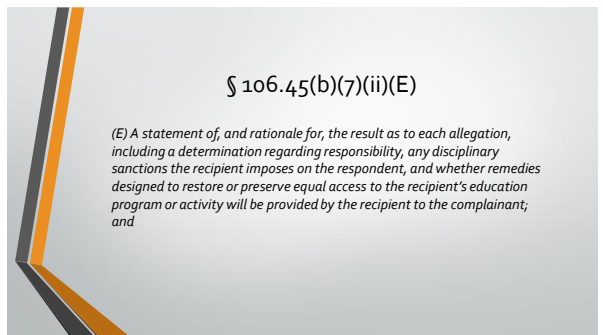 § 106.45(b)(7)(ii)(E)
(E) A statement of, and rationale for, the result as to each allegation,
including a determination regarding responsibility, any disciplinary
sanctions the recipient imposes on the respondent, and whether remedies
designed to restore or preserve equal access to the recipient's education
program or activity will be provided by the recipient to the complainant;
and